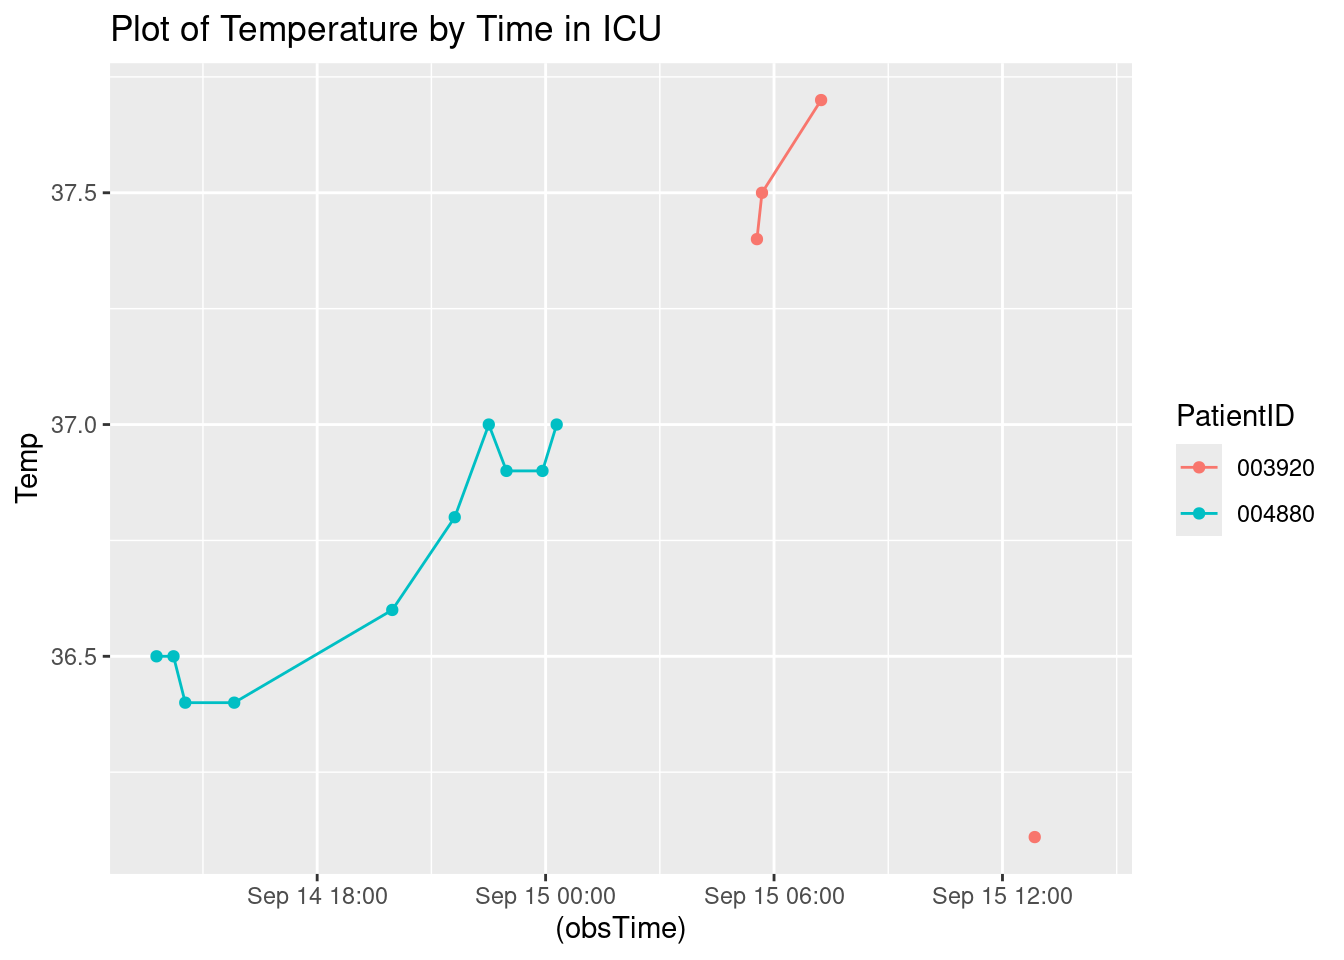 Plot of Temperature by Time in ICU
37.5
37.0
36.5
Temp
Sep 14 18:00 Sep 15 00:00 Sep 15 06:00 Sep 15 12:00
(obsTime)
PatientID
003920
004880